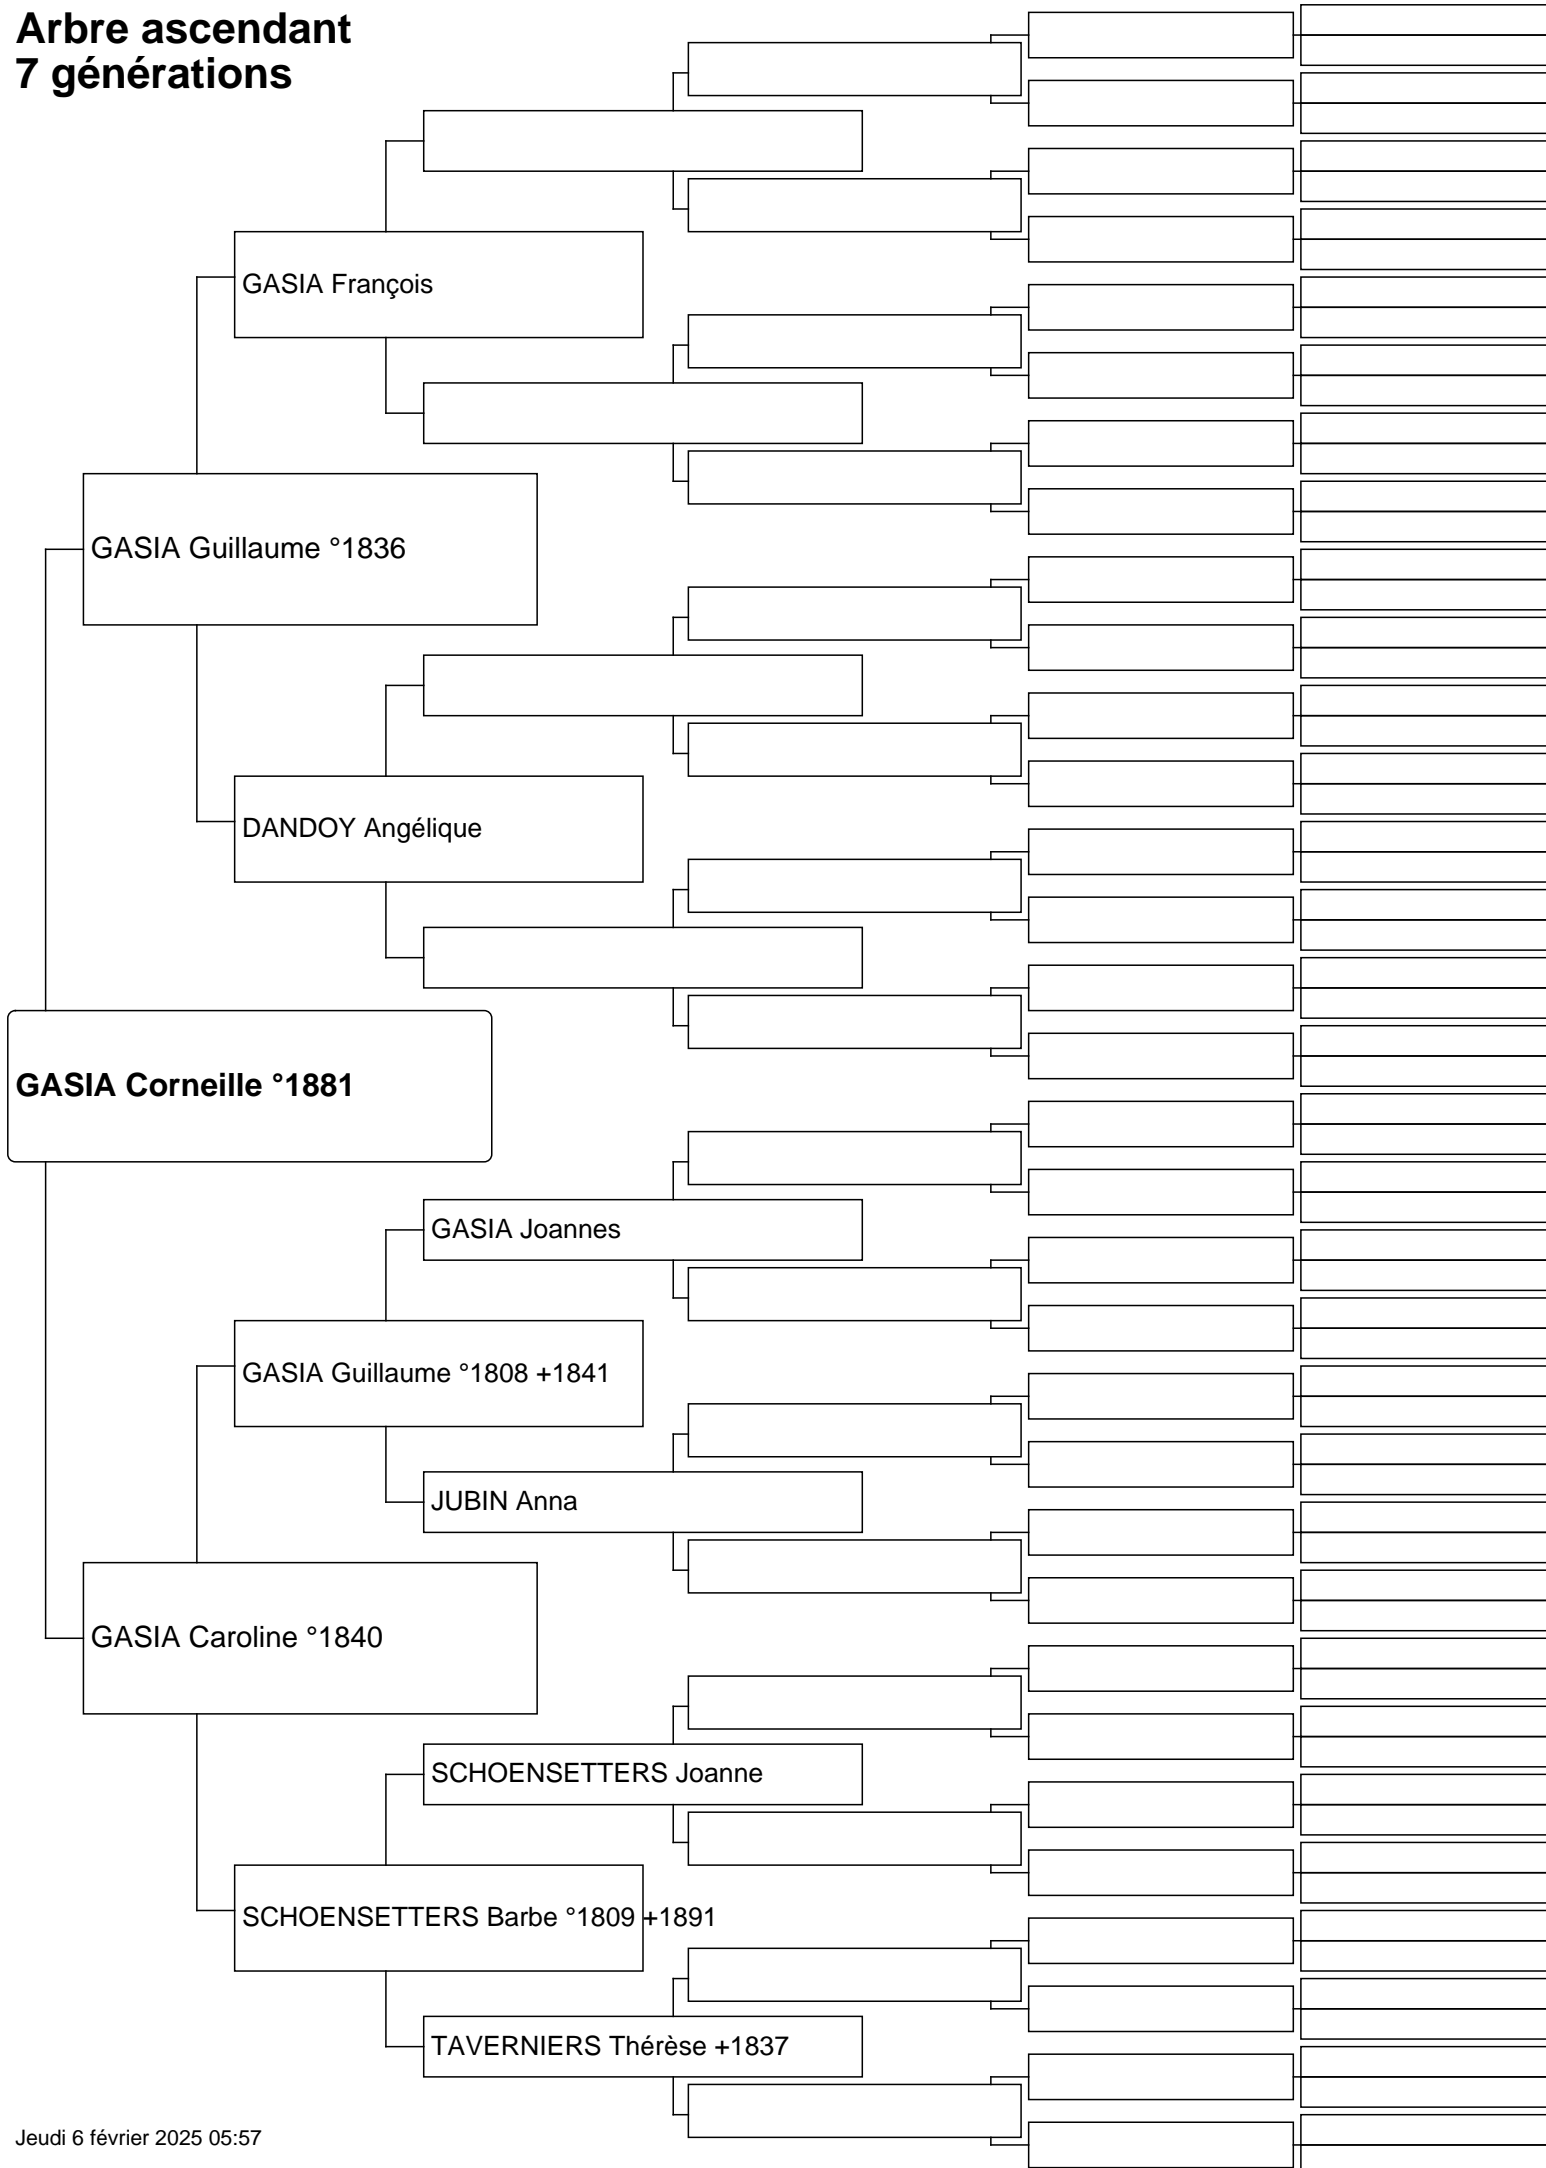 Arbre ascendant
7 générations
GASIA François
GASIA Guillaume °1836
DANDOY Angélique
GASIA Corneille °1881
GASIA Joannes
GASIA Guillaume °1808 +1841
JUBIN Anna
GASIA Caroline °1840
SCHOENSETTERS Joanne
SCHOENSETTERS Barbe °1809 +1891
TAVERNIERS Thérèse +1837
Jeudi 6 février 2025 05:57